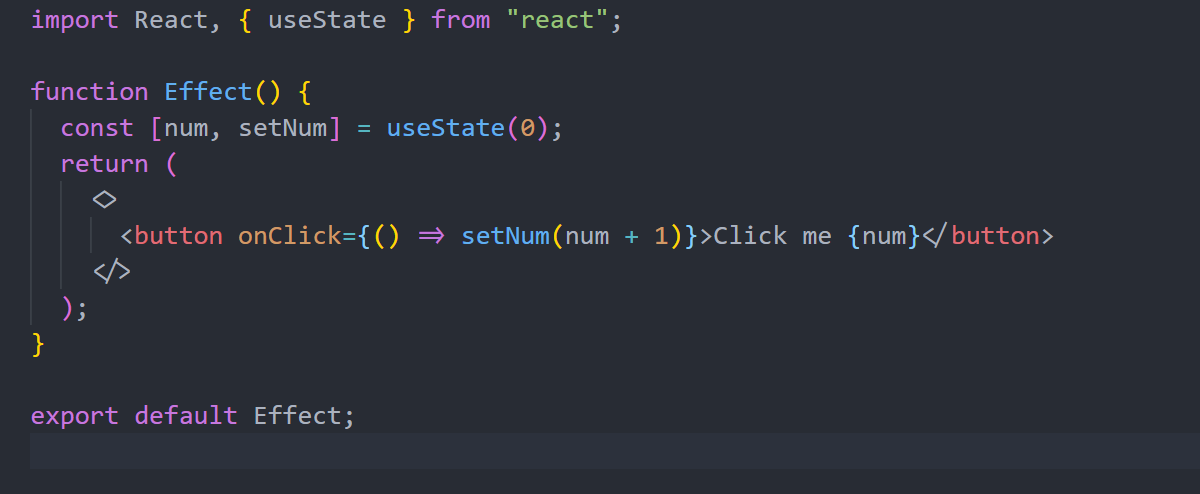 import React, { useState } from "react";
function Effect() {
const [num, setNum] = useState(0);
return (
<>
<button onClick={() => setNum(num + 1)}>Click me {num}</button>
</>
);
}
export default Effect;